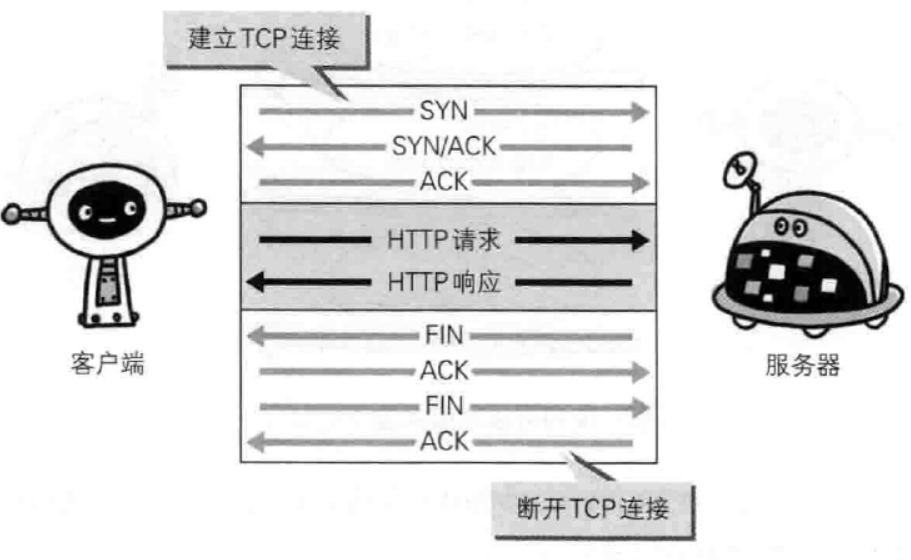 建立TCP连接
SYN
SYN/ACK
ACK
HTTP请求
HTTP响应
FIN
ACK
FIN
ACK
客户端
服务器
断开TCP连接